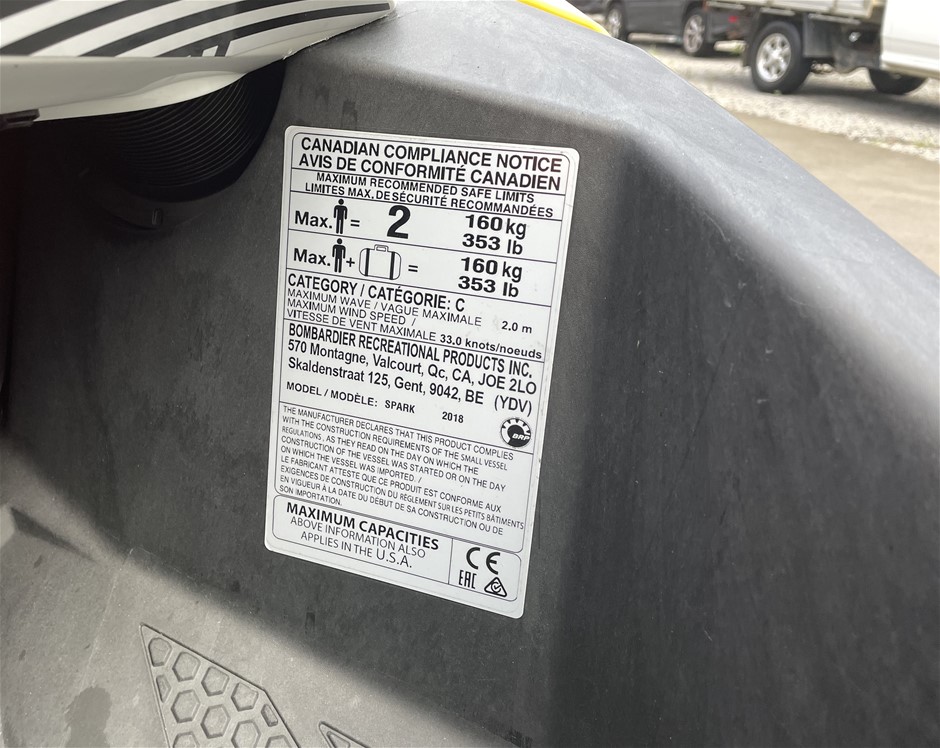 CANADIAN COMPLIANCE NOTICE
AVIS DE CONFORMITÉ CANADIEN
MAXIMUM RECOMMENDED SAFE LIMITS
LIMITES MAX. DE SÉCURITÉ RECOMMANDÉES
Max. = 2 160 kg
353 lb
Max. + = 160 kg
353 lb
CATEGORY / CATÉGORIE: C
MAXIMUM WAVE / VAGUE MAXIMALE 2.0 m
MAXIMUM WIND SPEED /
VITESSE DE VENT MAXIMALE 33.0 knots/noeuds
BOMBARDIER RECREATIONAL PRODUCTS INC.
570 Montagne, Valcourt, Qc, CA, JOE 2LO
Skaldenstraat 125, Gent, 9042, BE (YDV)
MODEL / MODÈLE: SPARK 2018
BRP
THE MANUFACTURER DECLARES THAT THIS PRODUCT COMPLIES
WITH THE CONSTRUCTION REQUIREMENTS OF THE SMALL VESSEL
REGULATIONS, AS THEY READ ON THE DAY ON WHICH THE
CONSTRUCTION OF THE VESSEL WAS STARTED OR ON THE DAY
ON WHICH THE VESSEL WAS IMPORTED. /
LE FABRICANT ATTESTE QUE CE PRODUIT EST CONFORME AUX
EXIGENCES DE CONSTRUCTION DU RÈGLEMENT SUR LES PETITS BÂTIMENTS
EN VIGUEUR À LA DATE DU DÉBUT DE SA CONSTRUCTION OU DE
SON IMPORTATION.
MAXIMUM CAPACITIES
ABOVE INFORMATION ALSO
APPLIES IN THE U.S.A.
CE
EAC